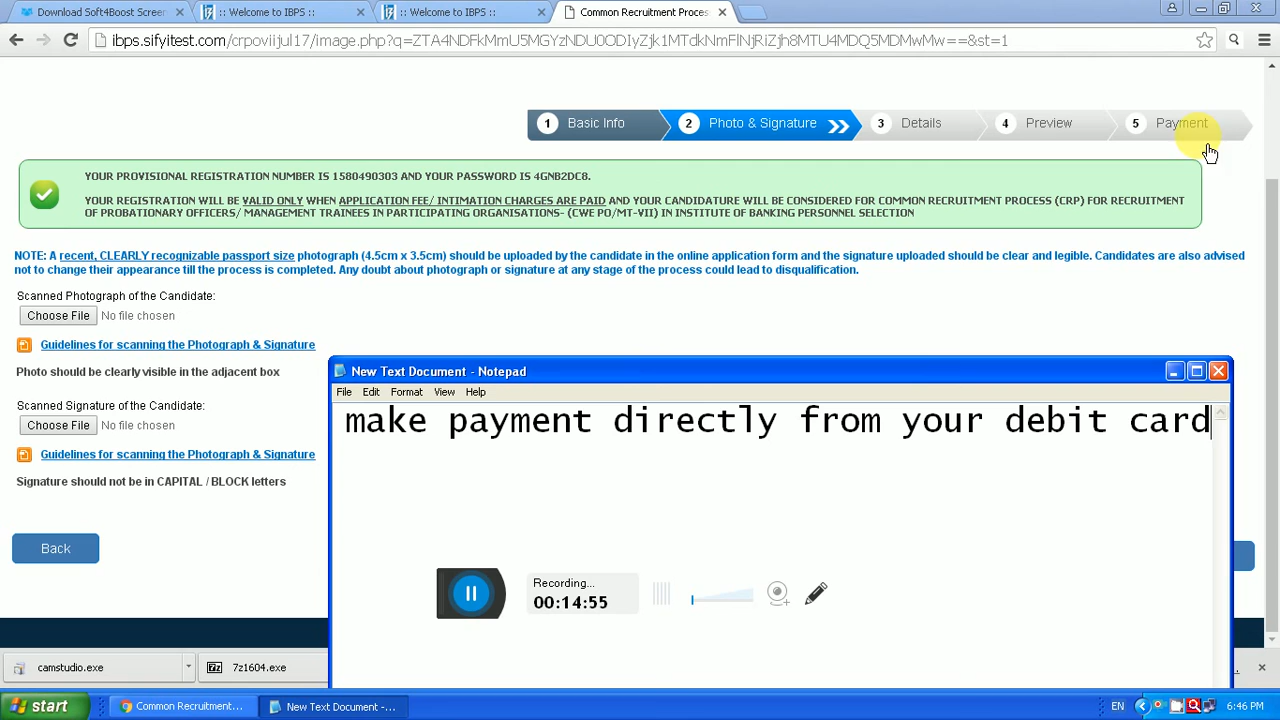 Download Soft4Boost Screen
:: Welcome to IBPS ::
:: Welcome to IBPS ::
Common Recruitment Proces
ibps.sifyitest.com/crpoviijul17/image.php?q=ZTA4NDFkMmU5MGYzNDU0ODIyZjk1MTdkNmFlNjRiZjh8MTU4MDQ5MDMwMw==&st=1
1 Basic Info
2 Photo & Signature
3 Details
4 Preview
5 Payment
YOUR PROVISIONAL REGISTRATION NUMBER IS 1580490303 AND YOUR PASSWORD IS 4GNB2DC8.
YOUR REGISTRATION WILL BE VALID ONLY WHEN APPLICATION FEE/ INTIMATION CHARGES ARE PAID AND YOUR CANDIDATURE WILL BE CONSIDERED FOR COMMON RECRUITMENT PROCESS (CRP) FOR RECRUITMENT
OF PROBATIONARY OFFICERS/ MANAGEMENT TRAINEES IN PARTICIPATING ORGANISATIONS- (CWE PO/MT-VII) IN INSTITUTE OF BANKING PERSONNEL SELECTION
NOTE: A recent, CLEARLY recognizable passport size photograph (4.5cm x 3.5cm) should be uploaded by the candidate in the online application form and the signature uploaded should be clear and legible. Candidates are also advised
not to change their appearance till the process is completed. Any doubt about photograph or signature at any stage of the process could lead to disqualification.
Scanned Photograph of the Candidate:
Choose File No file chosen
Guidelines for scanning the Photograph & Signature
Photo should be clearly visible in the adjacent box
Scanned Signature of the Candidate:
Choose File No file chosen
Guidelines for scanning the Photograph & Signature
Signature should not be in CAPITAL / BLOCK letters
Back
New Text Document - Notepad
File Edit Format View Help
make payment directly from your debit card
Recording...
00:14:55
camstudio.exe
7z 7z1604.exe
start
Common Recruitment...
New Text Document -...
EN
6:46 PM